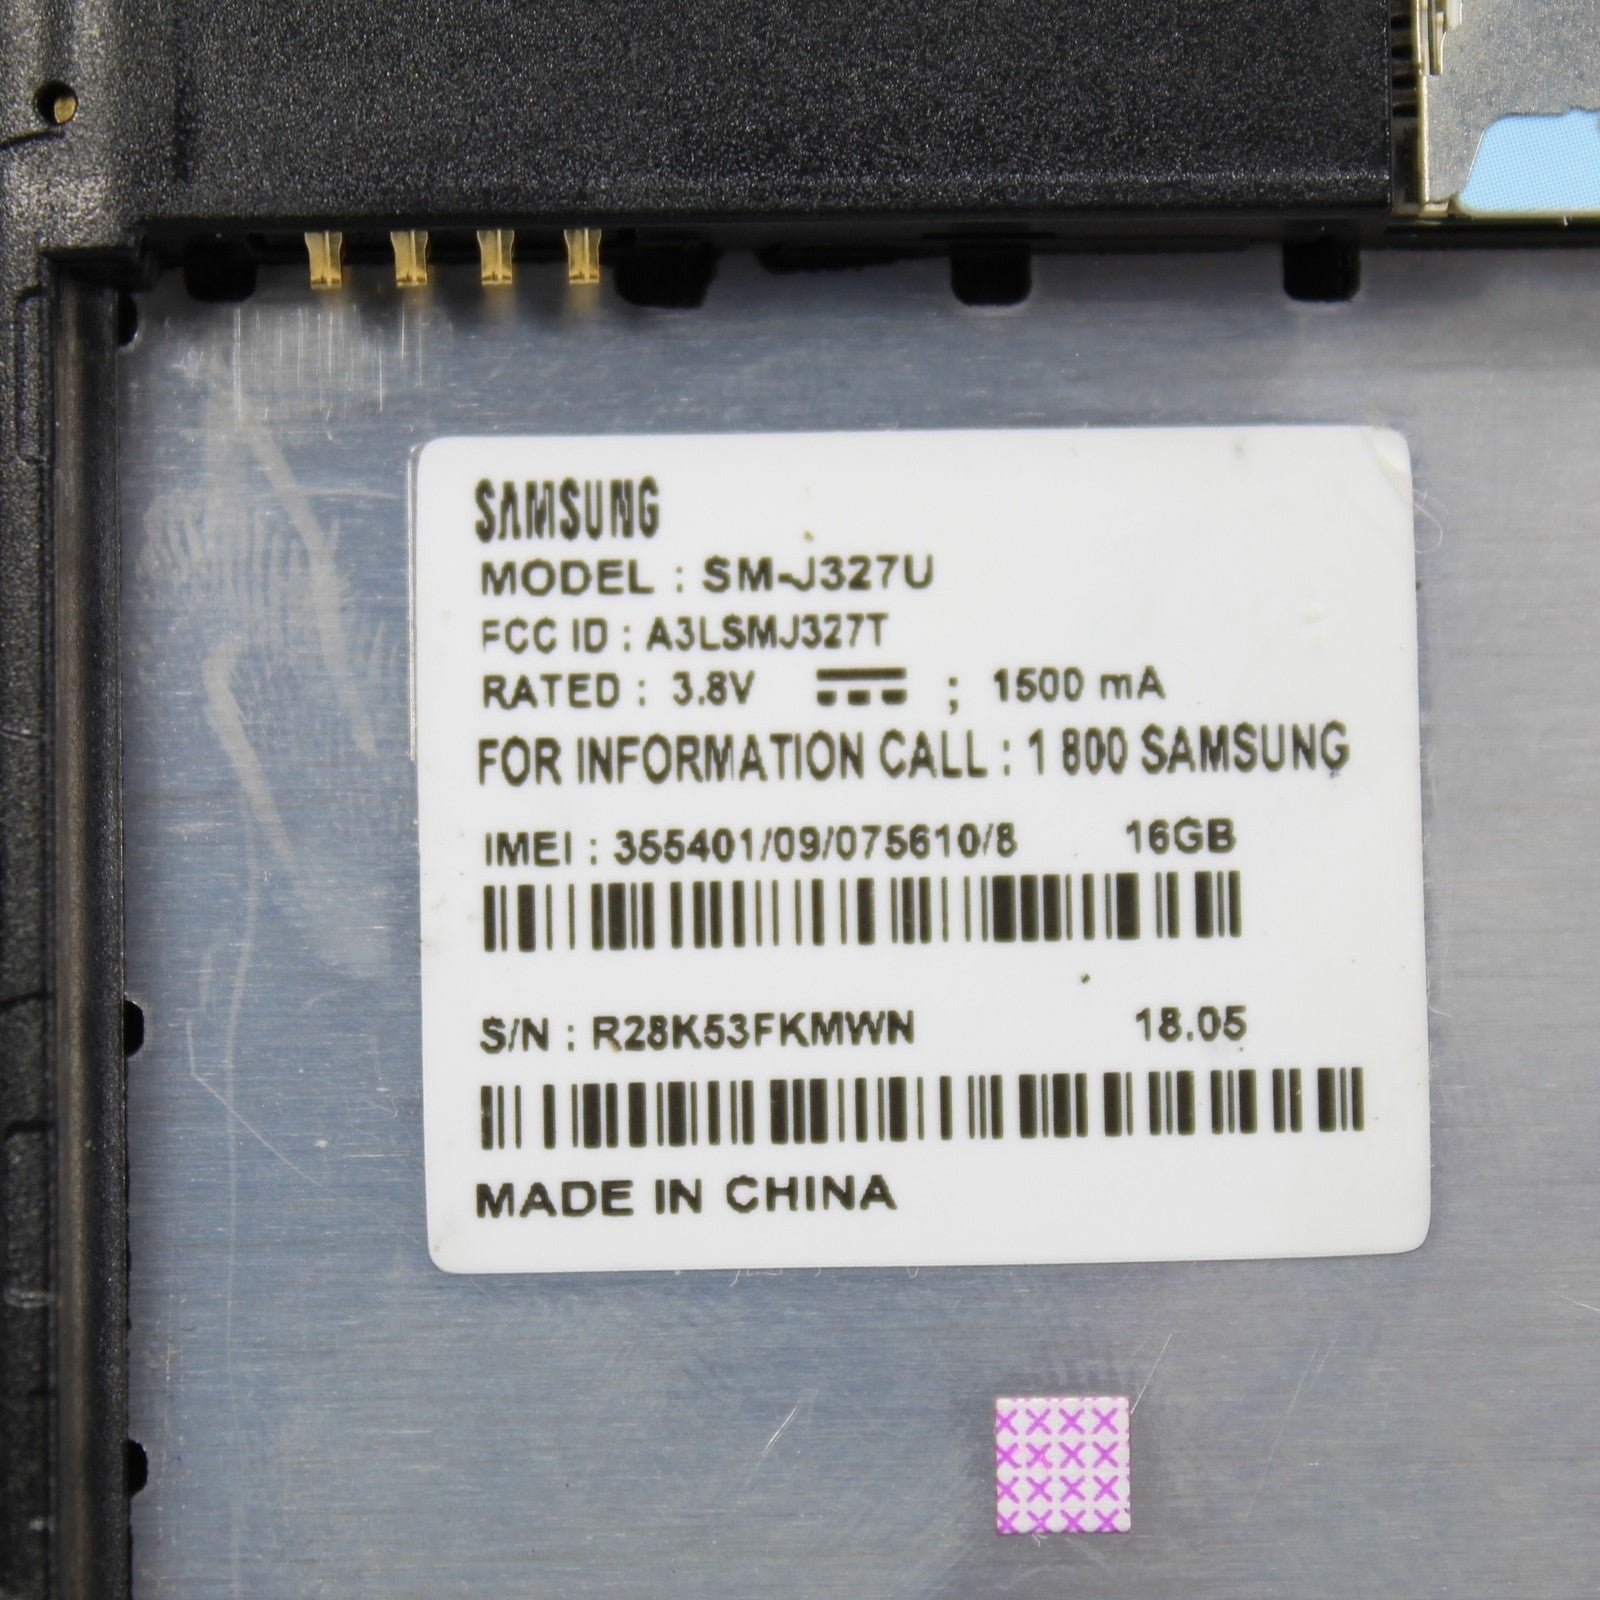 SAMSUNG
MODEL : SM-J327U
FCC ID : A3LSMJ327T
RATED : 3.8V ; 1500 mA
FOR INFORMATION CALL : 1 800 SAMSUNG
IMEI : 355401/09/075610/8 16GB
S/N : R28K53FKMWN 18.05
MADE IN CHINA